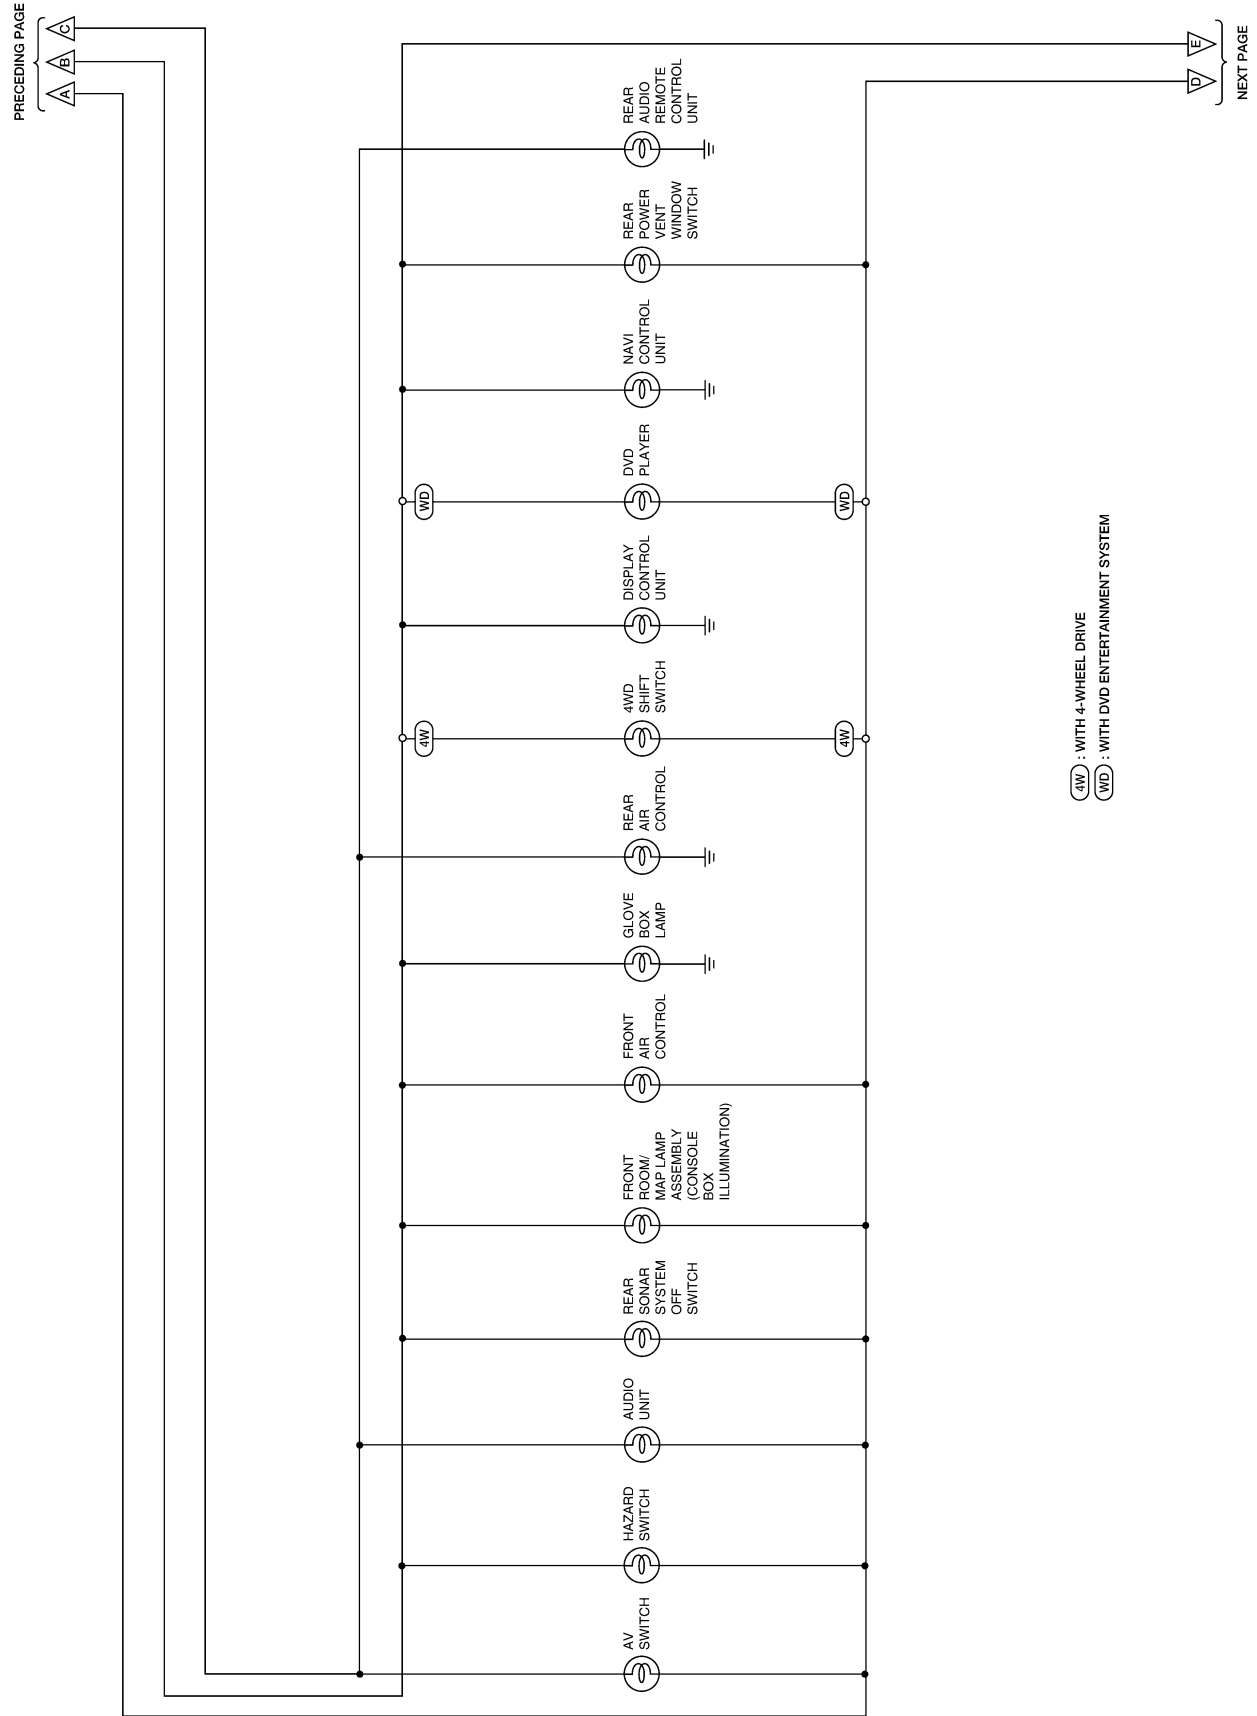 PRECEDING PAGE
A
B
C
AV
SWITCH
HAZARD
SWITCH
AUDIO
UNIT
REAR
SONAR
SYSTEM
OFF
SWITCH
FRONT
ROOM/
MAP LAMP
ASSEMBLY
(CONSOLE
BOX
ILLUMINATION)
FRONT
AIR
CONTROL
GLOVE
BOX
LAMP
REAR
AIR
CONTROL
4W
4WD
SHIFT
SWITCH
4W
DISPLAY
CONTROL
UNIT
WD
DVD
PLAYER
WD
NAVI
CONTROL
UNIT
REAR
POWER
VENT
WINDOW
SWITCH
REAR
AUDIO
REMOTE
CONTROL
UNIT
4W : WITH 4-WHEEL DRIVE
WD : WITH DVD ENTERTAINMENT SYSTEM
E
D
NEXT PAGE